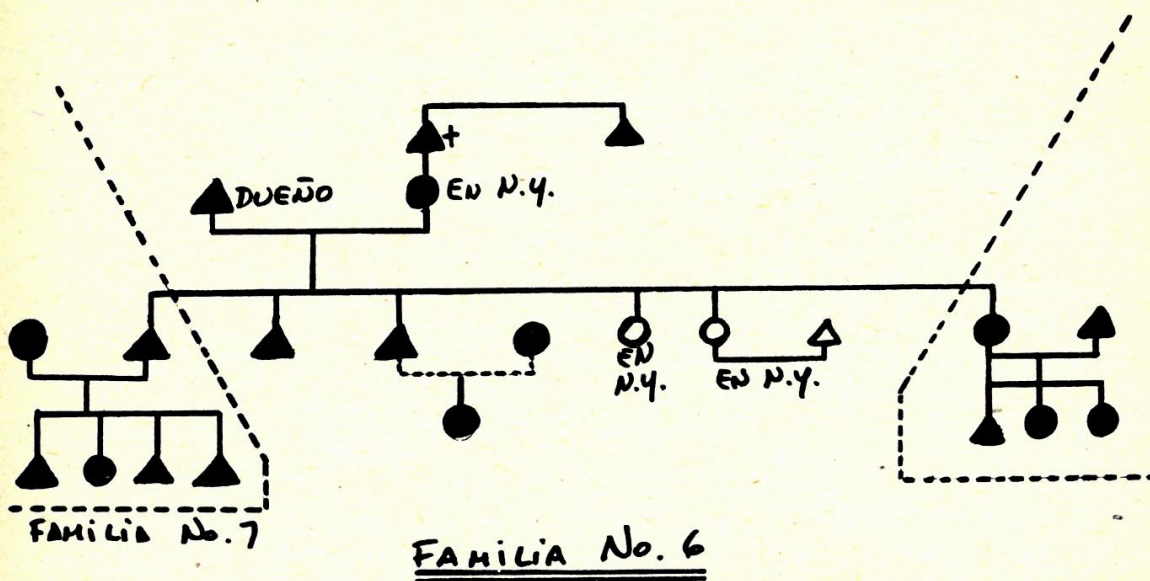 +
DUEÑO
EN N.Y.
EN
N.Y.
EN N.Y.
FAMILIA No. 7
FAMILIA No. 6